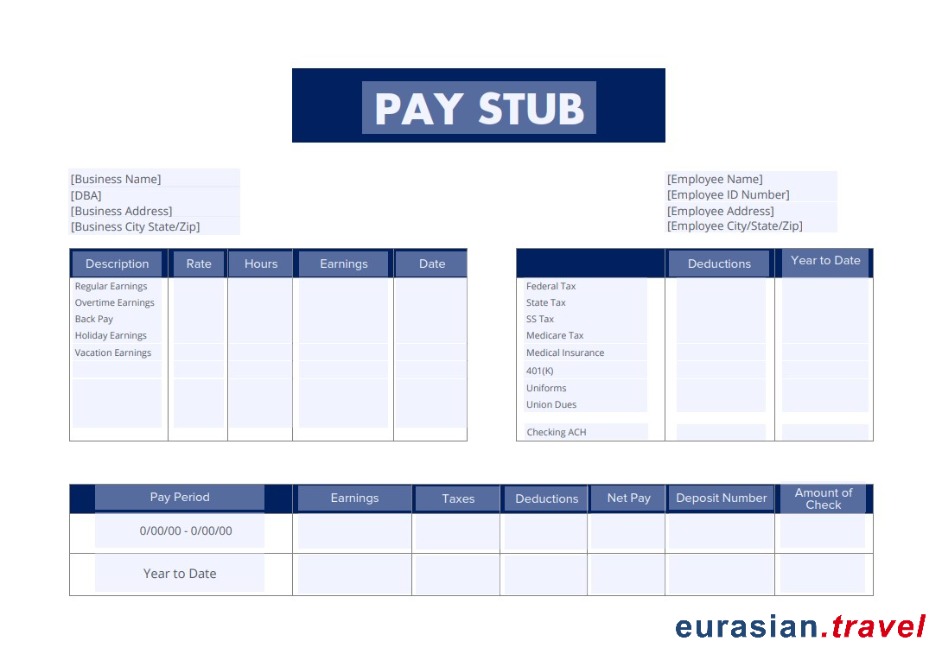 PAY STUB
[Business Name]
[DBA]
[Business Address]
[Business City State/Zip]
[Employee Name]
[Employee ID Number]
[Employee Address]
[Employee City/State/Zip]
Description Rate Hours Earnings Date
Regular Earnings
Overtime Earnings
Back Pay
Holiday Earnings
Vacation Earnings
Deductions Year to Date
Federal Tax
State Tax
SS Tax
Medicare Tax
Medical Insurance
401(K)
Uniforms
Union Dues
Checking ACH
Pay Period Earnings Taxes Deductions Net Pay Deposit Number Amount of
Check
0/00/00 - 0/00/00
Year to Date
eurasian.travel